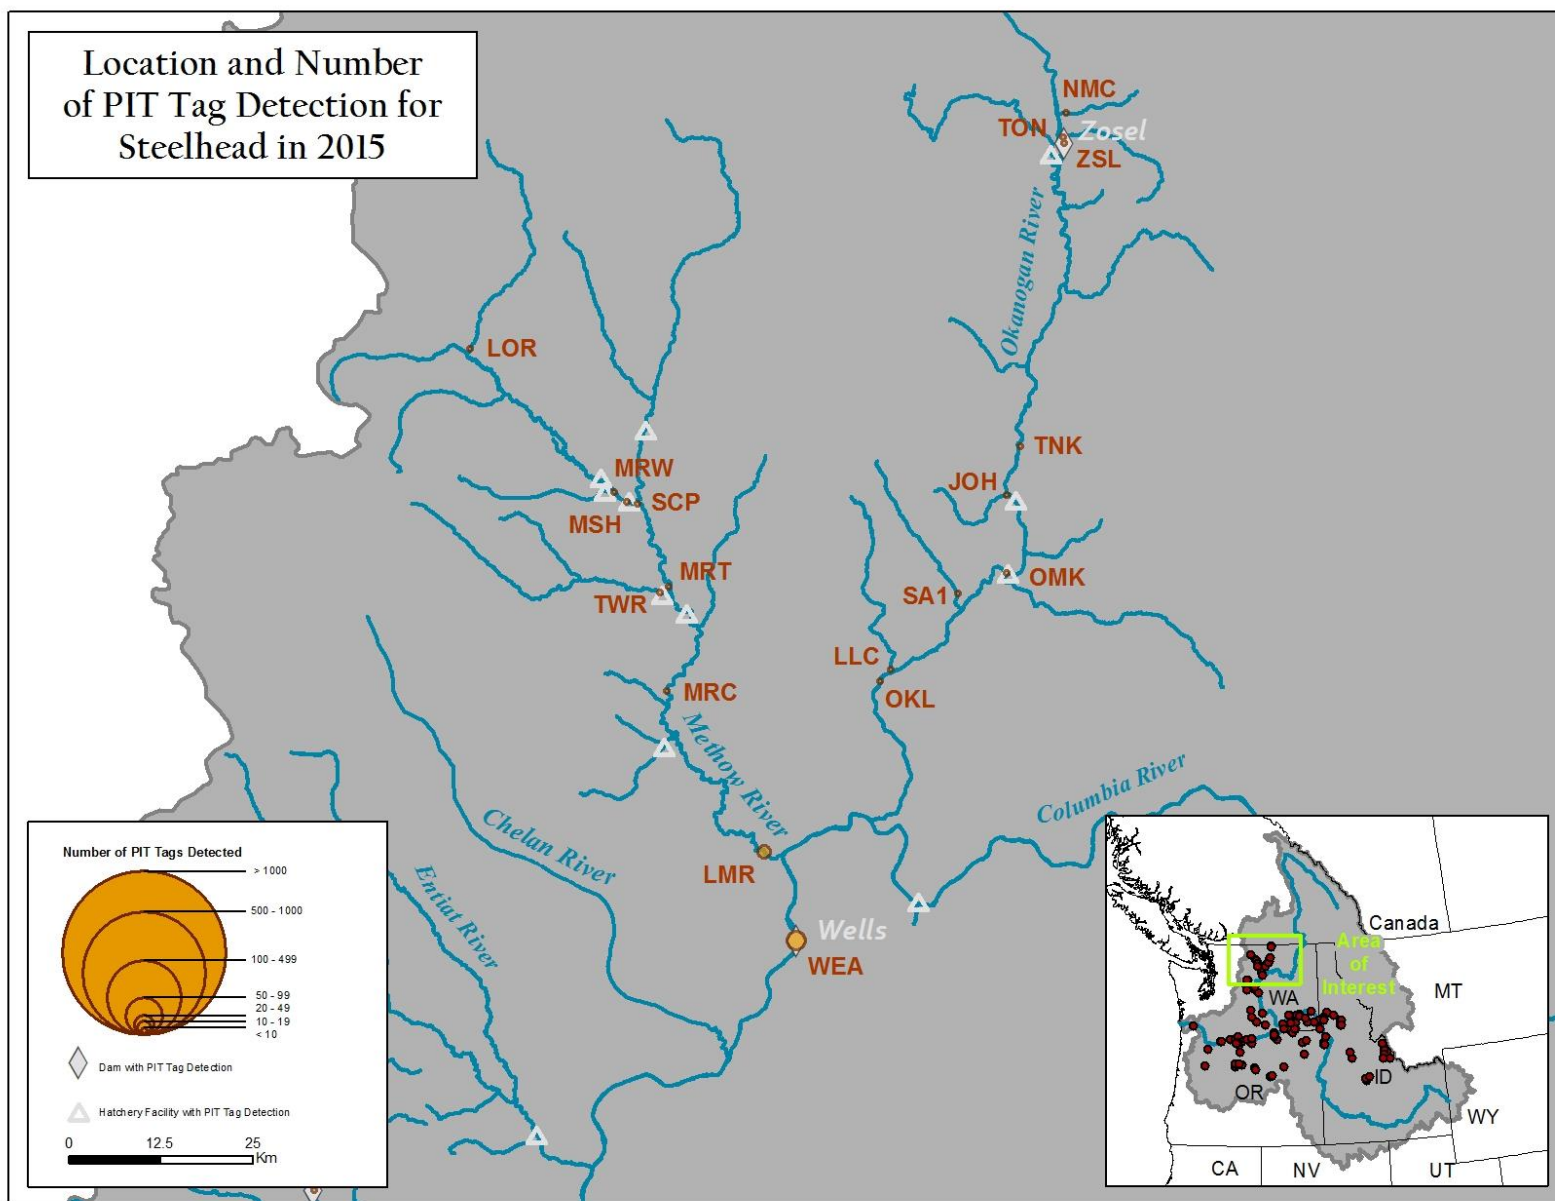 Location and Number
of PIT Tag Detection for
Steelhead in 2015
NMC
TON
Zosel
ZSL
Okanogan River
LOR
TNK
MRW
JOH
SCP
MSH
MRT
OMK
TWR
SA1
LLC
MRC
OKL
Methow River
Columbia River
Chelan River
LMR
Entiat River
Wells
WEA
Number of PIT Tags Detected
> 1000
500 - 1000
100 - 499
50 - 99
20 - 49
10 - 19
< 10
Dam with PIT Tag Detection
Hatchery Facility with PIT Tag Detection
0 12.5 25
Km
Canada
Area
of
Interest
WA
MT
ID
OR
WY
CA
NV
UT